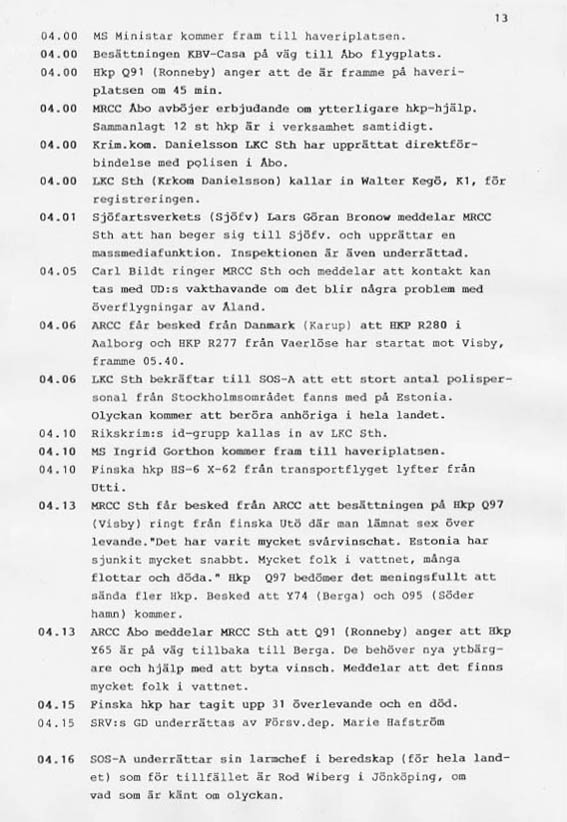 13
04.00 MS Ministar kommer fram till haveriplatsen.
04.00 Besättningen KBV-Casa på väg till Åbo flygplats.
04.00 Hkp Q91 (Ronneby) anger att de är framme på haveri-
platsen om 45 min.
04.00 MRCC Åbo avböjer erbjudande om ytterligare hkp-hjälp.
Sammanlagt 12 st hkp är i verksamhet samtidigt.
04.00 Krim.kom. Danielsson LKC Sth har upprättat direktför-
bindelse med polisen i Åbo.
04.00 LKC Sth (Krkom Danielsson) kallar in Walter Kegö, K1, för
registreringen.
04.01 Sjöfartsverkets (Sjöfv) Lars Göran Bronow meddelar MRCC
Sth att han beger sig till Sjöfv. och upprättar en
massmediafunktion. Inspektionen är även underrättad.
04.05 Carl Bildt ringer MRCC Sth och meddelar att kontakt kan
tas med UD:s vakthavande om det blir några problem med
överflygningar av Åland.
04.06 ARCC får besked från Danmark (Karup) att HKP R280 i
Aalborg och HKP R277 från Vaerlöse har startat mot Visby,
framme 05.40.
04.06 LKC Sth bekräftar till SOS-A att ett stort antal polisper-
sonal från Stockholmsområdet fanns med på Estonia.
Olyckan kommer att beröra anhöriga i hela landet.
04.10 Rikskrim:s id-grupp kallas in av LKC Sth.
04.10 MS Ingrid Gorthon kommer fram till haveriplatsen.
04.10 Finska hkp HS-6 X-62 från transportflyget lyfter från
Utti.
04.13 MRCC Sth får besked från ARCC att besättningen på Hkp Q97
(Visby) ringt från finska Utö där man lämnat sex över
levande."Det har varit mycket svårvinschat. Estonia har
sjunkit mycket snabbt. Mycket folk i vattnet, många
flottar och döda." Hkp Q97 bedömer det meningsfullt att
sända fler Hkp. Besked att Y74 (Berga) och O95 (Söder
hamn) kommer.
04.13 ARCC Åbo meddelar MRCC Sth att Q91 (Ronneby) anger att Hkp
Y65 är på väg tillbaka till Berga. De behöver nya ytbärg-
are och hjälp med att byta vinsch. Meddelar att det finns
mycket folk i vattnet.
04.15 Finska hkp har tagit upp 31 överlevande och en död.
04.15 SRV:s GD underrättas av Försv.dep. Marie Hafström
04.16 SOS-A underrättar sin larmchef i beredskap (för hela land-
et) som för tillfället är Rod Wiberg i Jönköping, om
vad som är känt om olyckan.